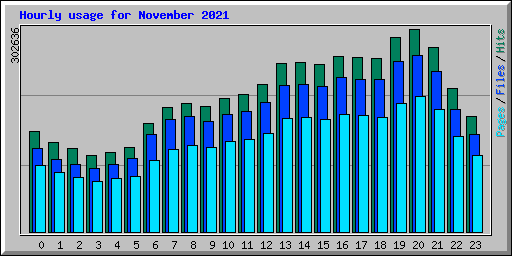 Hourly usage for November 2021
302636
Pages/Files/Hits
0 1 2 3 4 5 6 7 8 9 10 11 12 13 14 15 16 17 18 19 20 21 22 23